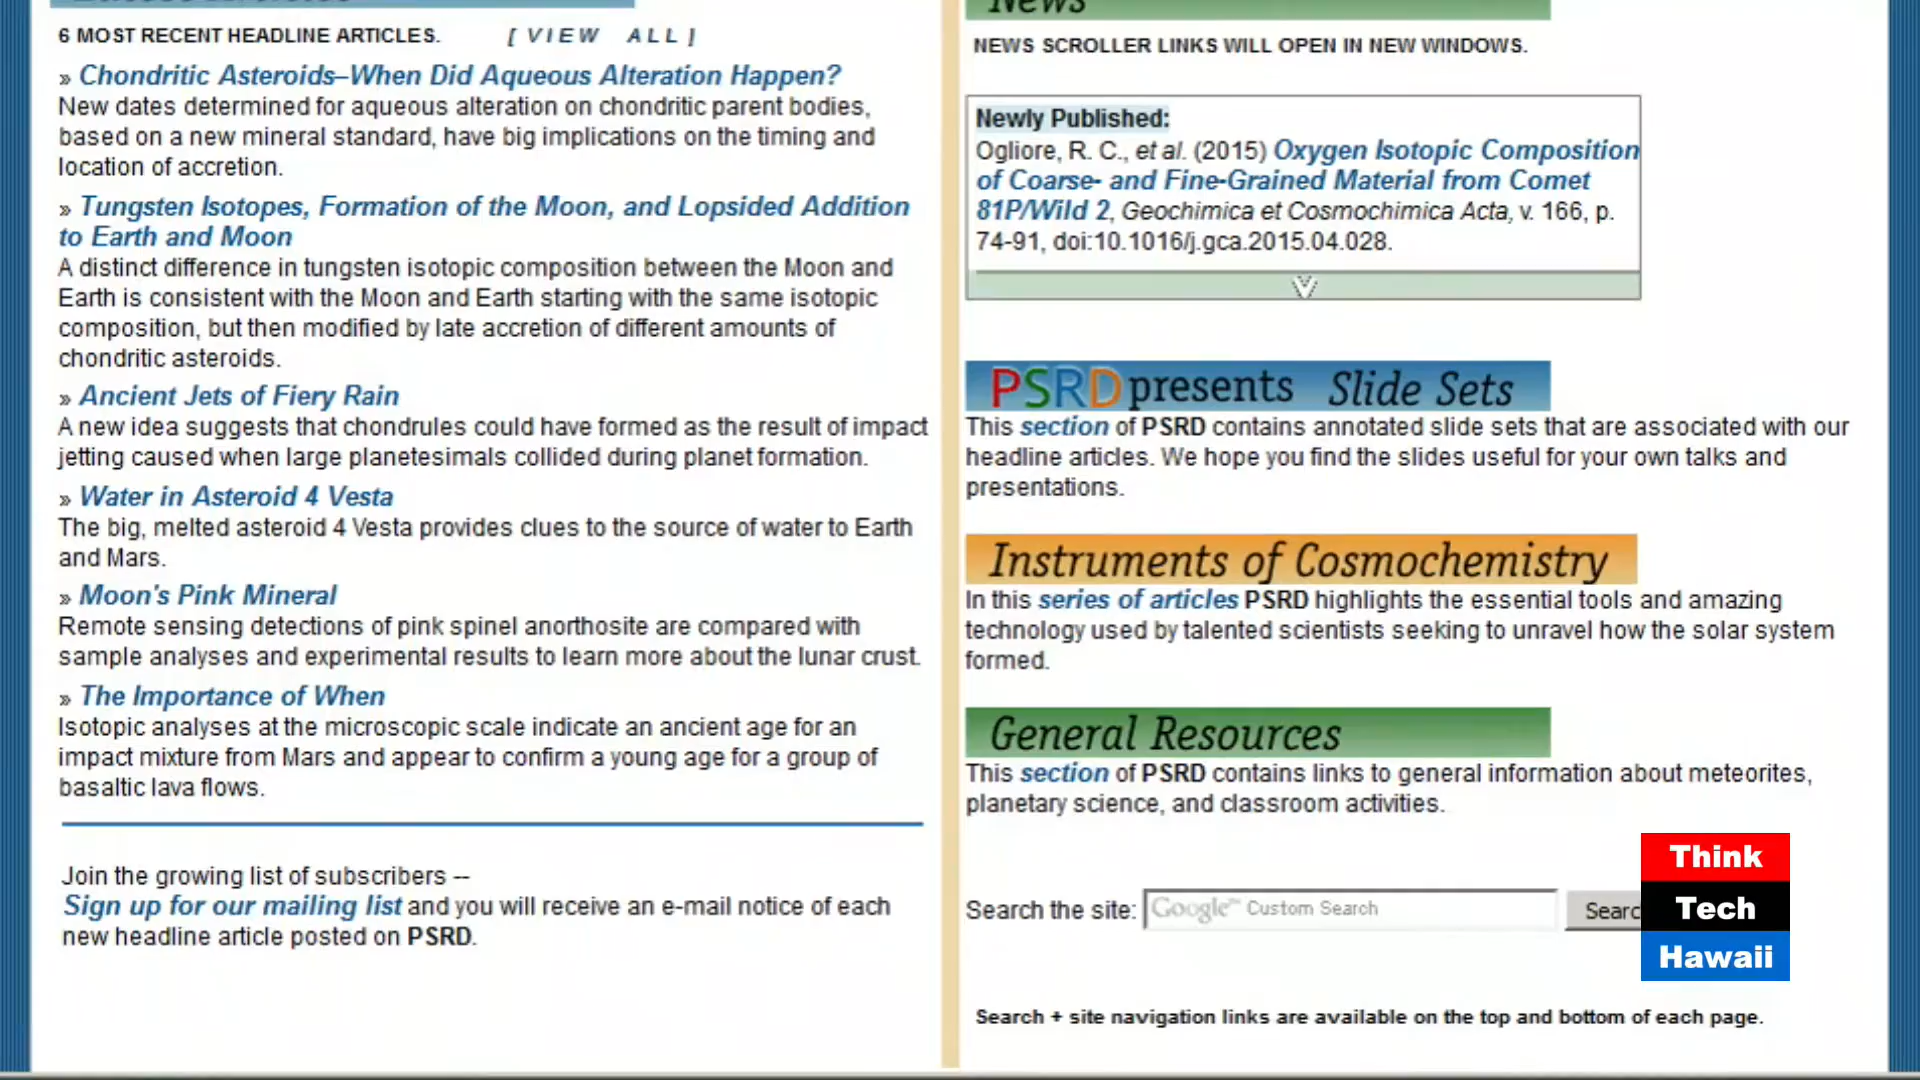 6 MOST RECENT HEADLINE ARTICLES. [ VIEW ALL ]
» Chondritic Asteroids–When Did Aqueous Alteration Happen?
New dates determined for aqueous alteration on chondritic parent bodies,
based on a new mineral standard, have big implications on the timing and
location of accretion.
» Tungsten Isotopes, Formation of the Moon, and Lopsided Addition
to Earth and Moon
A distinct difference in tungsten isotopic composition between the Moon and
Earth is consistent with the Moon and Earth starting with the same isotopic
composition, but then modified by late accretion of different amounts of
chondritic asteroids.
» Ancient Jets of Fiery Rain
A new idea suggests that chondrules could have formed as the result of impact
jetting caused when large planetesimals collided during planet formation.
» Water in Asteroid 4 Vesta
The big, melted asteroid 4 Vesta provides clues to the source of water to Earth
and Mars.
» Moon's Pink Mineral
Remote sensing detections of pink spinel anorthosite are compared with
sample analyses and experimental results to learn more about the lunar crust.
» The Importance of When
Isotopic analyses at the microscopic scale indicate an ancient age for an
impact mixture from Mars and appear to confirm a young age for a group of
basaltic lava flows.
Join the growing list of subscribers --
Sign up for our mailing list and you will receive an e-mail notice of each
new headline article posted on PSRD.
News
NEWS SCROLLER LINKS WILL OPEN IN NEW WINDOWS.
Newly Published:
Ogliore, R. C., et al. (2015) Oxygen Isotopic Composition
of Coarse- and Fine-Grained Material from Comet
81P/Wild 2, Geochimica et Cosmochimica Acta, v. 166, p.
74-91, doi:10.1016/j.gca.2015.04.028.
PSRD presents Slide Sets
This section of PSRD contains annotated slide sets that are associated with our
headline articles. We hope you find the slides useful for your own talks and
presentations.
Instruments of Cosmochemistry
In this series of articles PSRD highlights the essential tools and amazing
technology used by talented scientists seeking to unravel how the solar system
formed.
General Resources
This section of PSRD contains links to general information about meteorites,
planetary science, and classroom activities.
Search the site: Google™ Custom Search Searc
Think
Tech
Hawaii
Search + site navigation links are available on the top and bottom of each page.